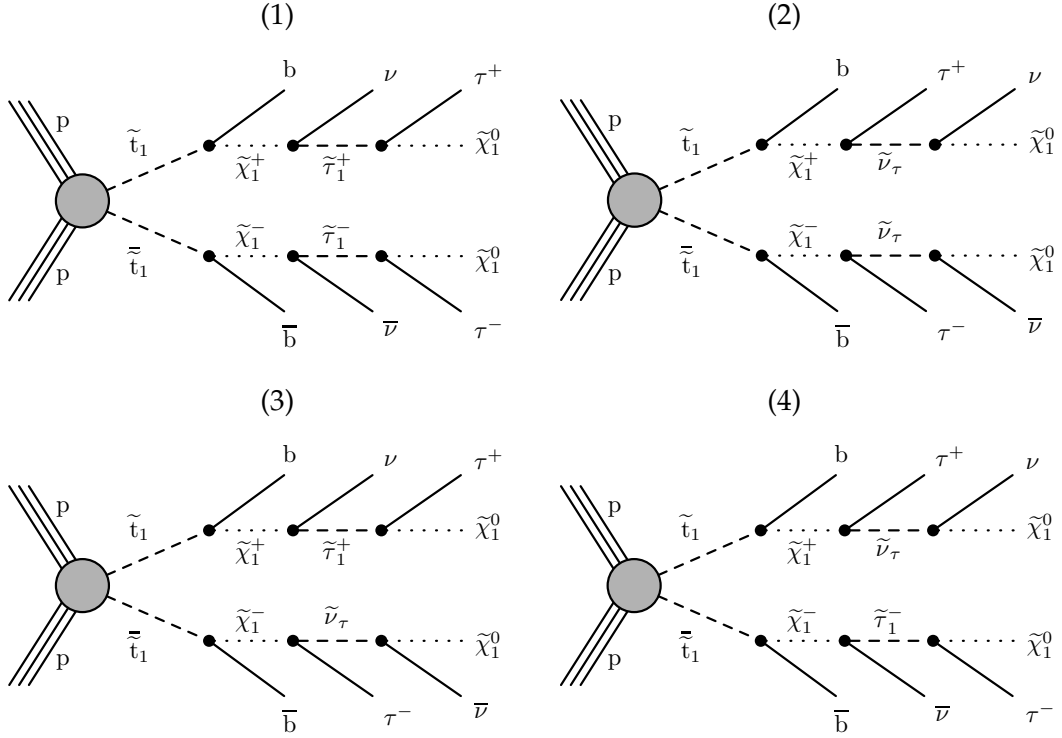 (1)
b ν τ⁺
p
t̃₁ χ̃₁⁺ τ̃₁⁺ χ̃₁⁰
t̃̄₁ χ̃₁⁻ τ̃₁⁻ χ̃₁⁰
p
b̄ ν̄ τ⁻
(2)
b τ⁺ ν
p
t̃₁ χ̃₁⁺ ν̃_τ χ̃₁⁰
t̃̄₁ χ̃₁⁻ ν̃_τ χ̃₁⁰
p
b̄ τ⁻ ν̄
(3)
b ν τ⁺
p
t̃₁ χ̃₁⁺ τ̃₁⁺ χ̃₁⁰
t̃̄₁ χ̃₁⁻ ν̃_τ χ̃₁⁰
p
b̄ τ⁻ ν̄
(4)
b τ⁺ ν
p
t̃₁ χ̃₁⁺ ν̃_τ χ̃₁⁰
t̃̄₁ χ̃₁⁻ τ̃₁⁻ χ̃₁⁰
p
b̄ ν̄ τ⁻